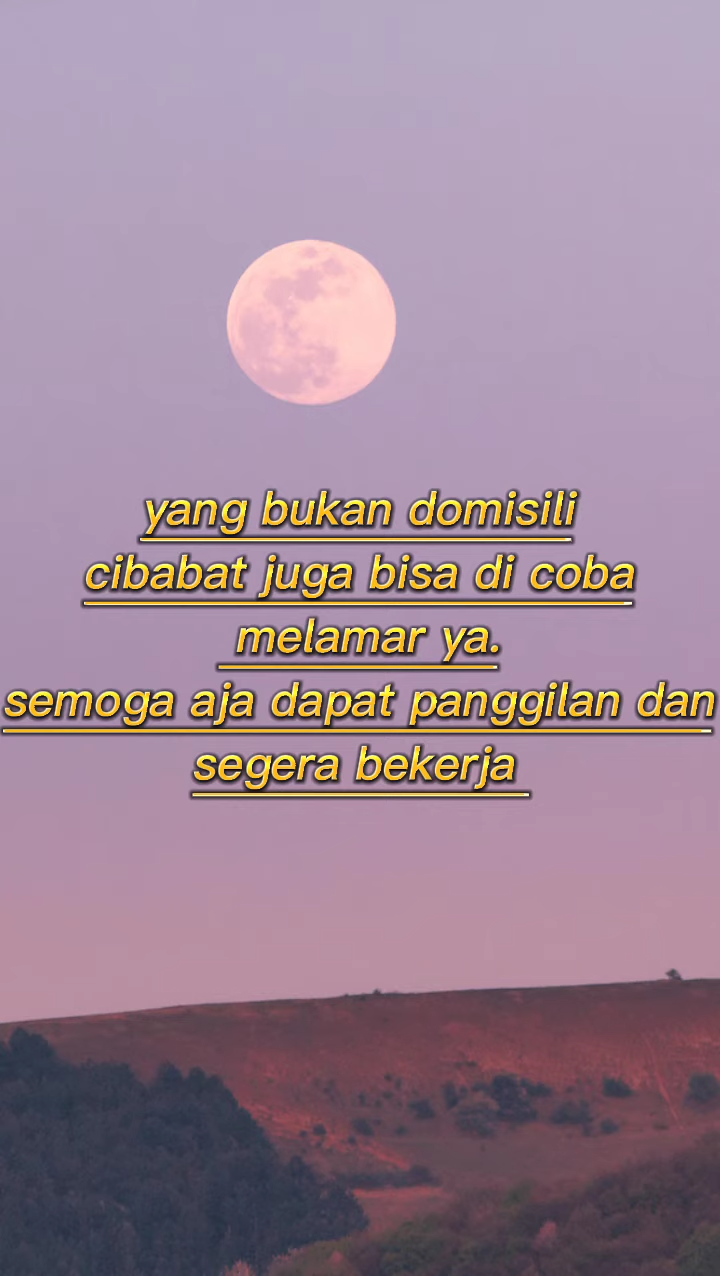 yang bukan domisili
cibabat juga bisa di coba
melamar ya.
semoga aja dapat panggilan dan
segera bekerja